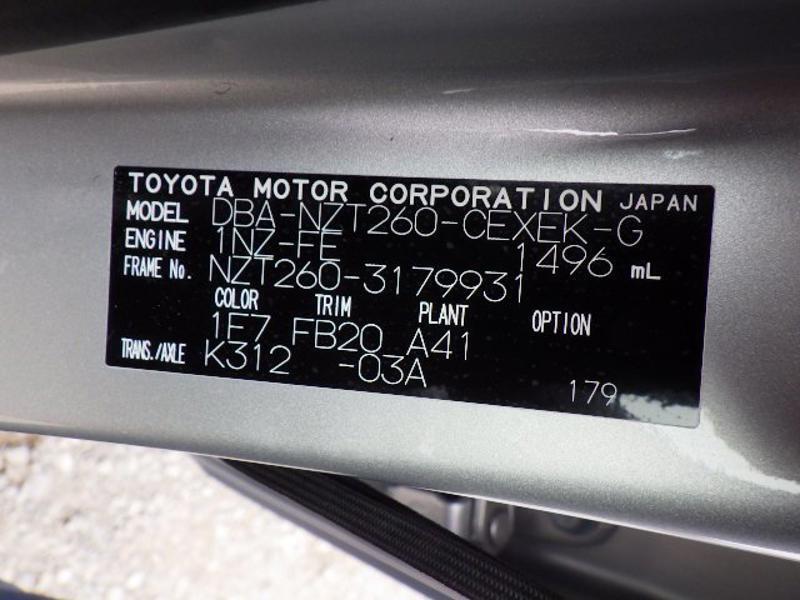 TOYOTA MOTOR CORPORATION JAPAN
MODEL DBA-NZT260-CEXEK-G
ENGINE 1NZ-FE 1496 mL
FRAME No. NZT260-3179931
COLOR TRIM PLANT OPTION
1E7 FB20 A41
TRANS./AXLE K312 -03A
179